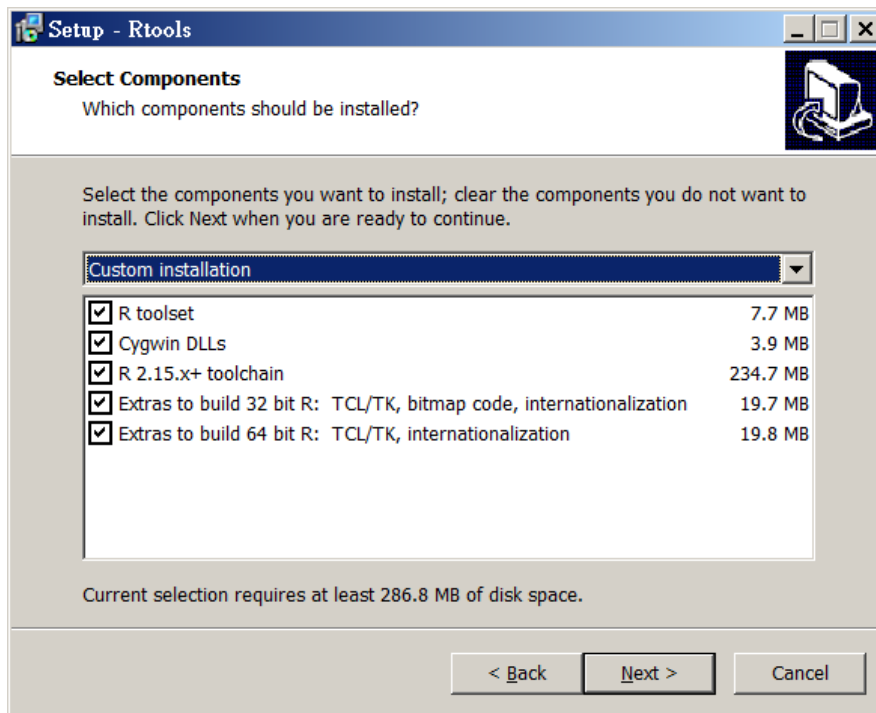 Setup - Rtools
Select Components
Which components should be installed?
Select the components you want to install; clear the components you do not want to
install. Click Next when you are ready to continue.
Custom installation
R toolset 7.7 MB
Cygwin DLLs 3.9 MB
R 2.15.x+ toolchain 234.7 MB
Extras to build 32 bit R:  TCL/TK, bitmap code, internationalization 19.7 MB
Extras to build 64 bit R:  TCL/TK, internationalization 19.8 MB
Current selection requires at least 286.8 MB of disk space.
< Back Next > Cancel